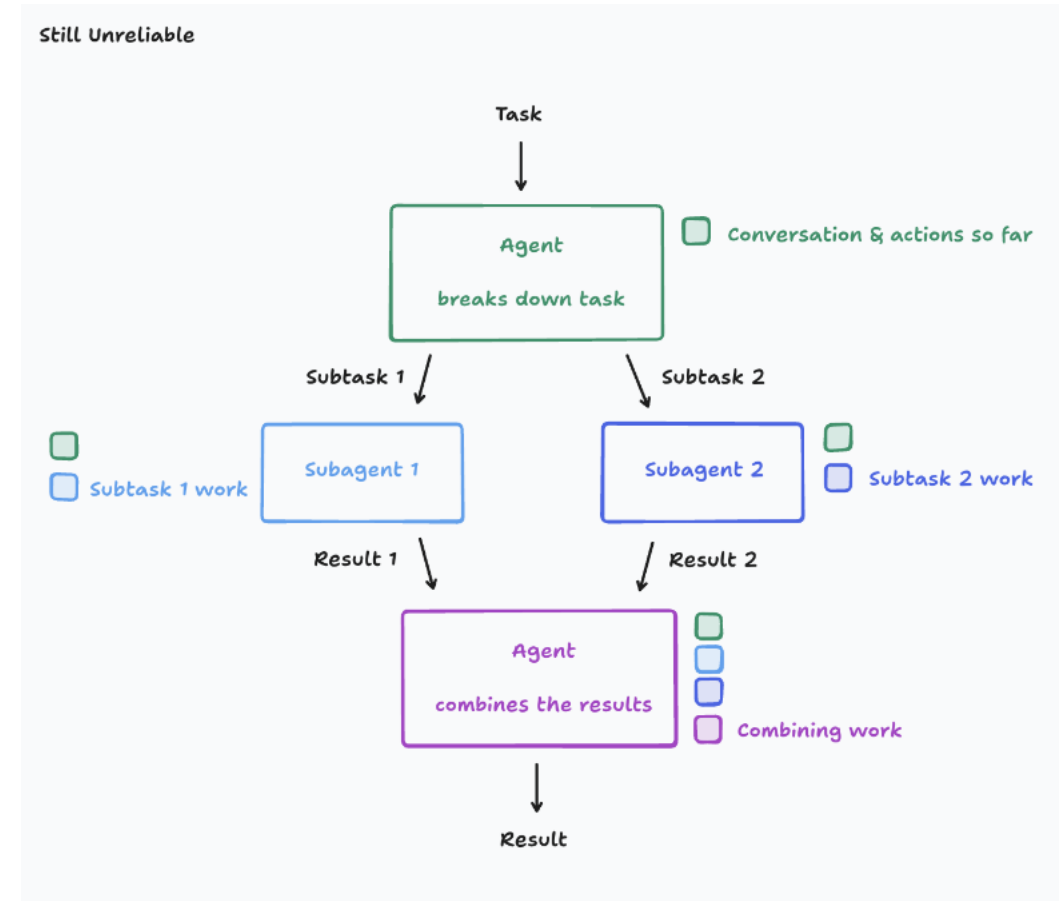 Still Unreliable
Task
Agent
breaks down task
Conversation & actions so far
Subtask 1
Subtask 2
Subagent 1
Subtask 1 work
Subagent 2
Subtask 2 work
Result 1
Result 2
Agent
combines the results
Combining work
Result